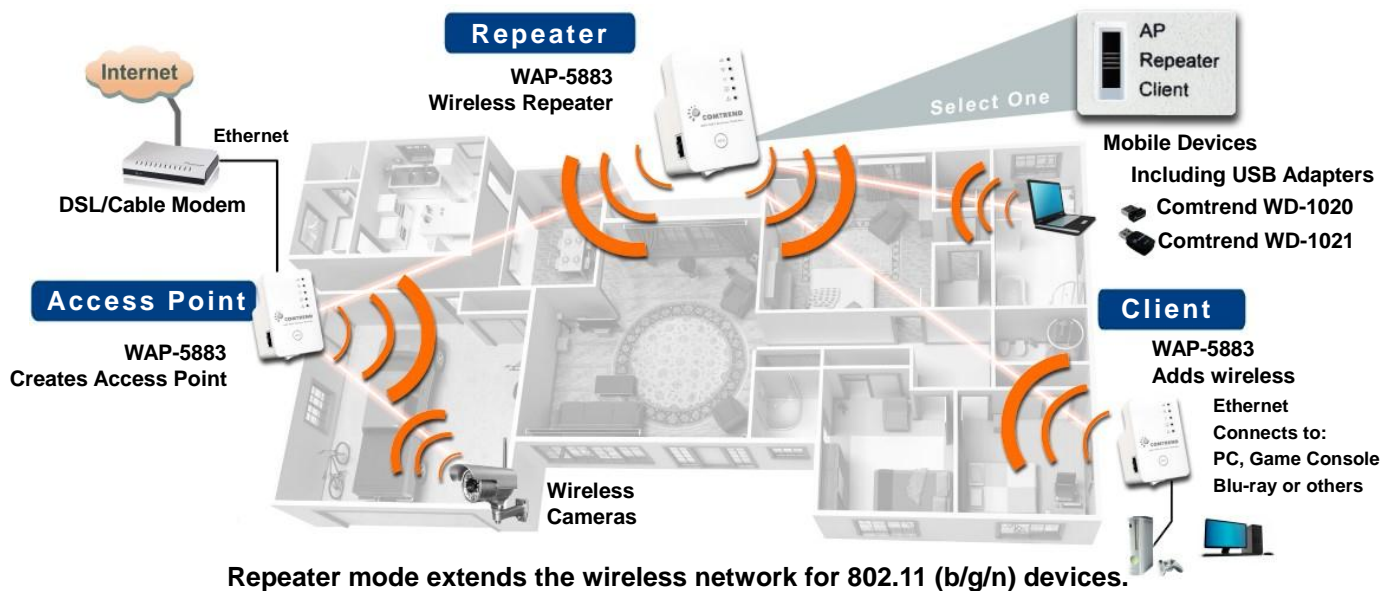 Repeater
WAP-5883
Wireless Repeater
Internet
Ethernet
DSL/Cable Modem
COMTREND
Select One
AP
Repeater
Client
Mobile Devices
Including USB Adapters
Comtrend WD-1020
Comtrend WD-1021
Access Point
WAP-5883
Creates Access Point
COMTREND
Wireless
Cameras
Client
WAP-5883
Adds wireless
Ethernet
Connects to:
PC, Game Console
Blu-ray or others
COMTREND
Repeater mode extends the wireless network for 802.11 (b/g/n) devices.